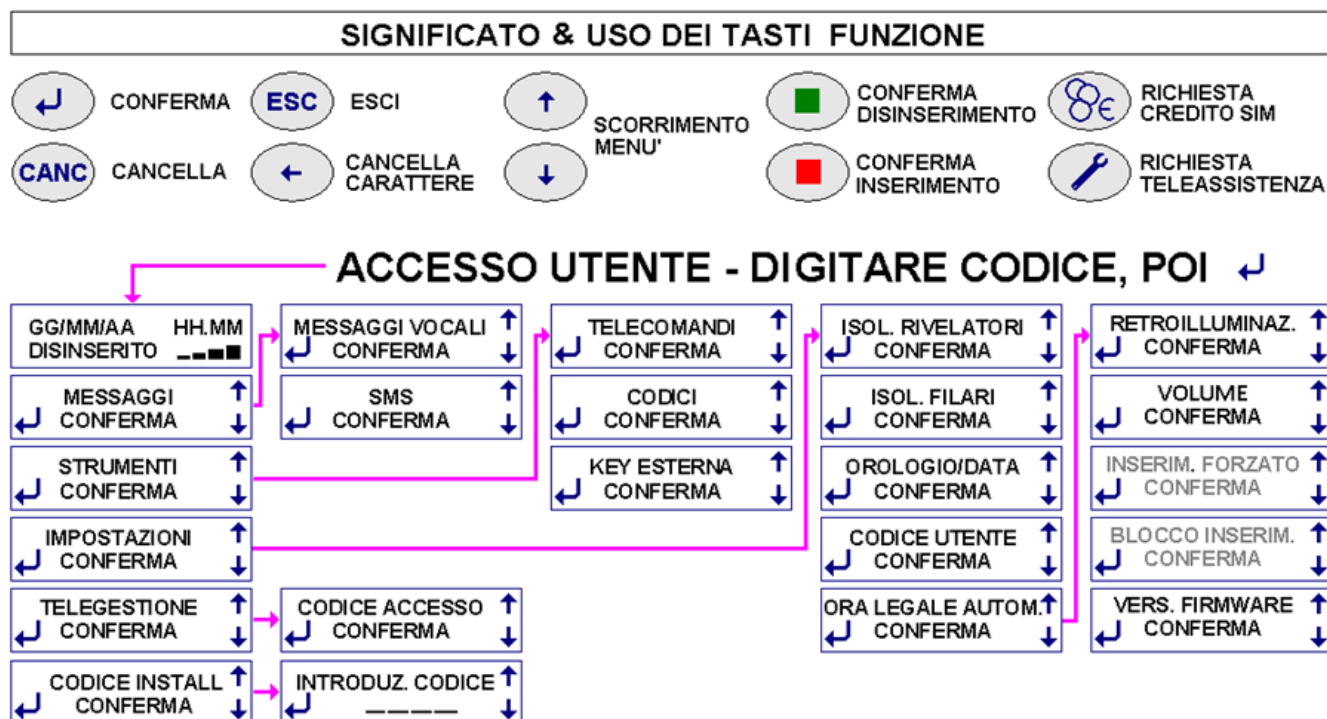 SIGNIFICATO & USO DEI TASTI FUNZIONE
CONFERMA
ESC
ESCI
SCORRIMENTO
MENU'
CONFERMA
DISINSERIMENTO
€
RICHIESTA
CREDITO SIM
CANC
CANCELLA
CANCELLA
CARATTERE
CONFERMA
INSERIMENTO
RICHIESTA
TELEASSISTENZA
ACCESSO UTENTE - DIGITARE CODICE, POI
GG/MM/AA HH.MM
DISINSERITO
MESSAGGI
CONFERMA
STRUMENTI
CONFERMA
IMPOSTAZIONI
CONFERMA
TELEGESTIONE
CONFERMA
CODICE INSTALL
CONFERMA
MESSAGGI VOCALI
CONFERMA
SMS
CONFERMA
CODICE ACCESSO
CONFERMA
INTRODUZ. CODICE
_ _ _ _
TELECOMANDI
CONFERMA
CODICI
CONFERMA
KEY ESTERNA
CONFERMA
ISOL. RIVELATORI
CONFERMA
ISOL. FILARI
CONFERMA
OROLOGIO/DATA
CONFERMA
CODICE UTENTE
CONFERMA
ORA LEGALE AUTOM.
CONFERMA
RETROILLUMINAZ.
CONFERMA
VOLUME
CONFERMA
INSERIM. FORZATO
CONFERMA
BLOCCO INSERIM.
CONFERMA
VERS. FIRMWARE
CONFERMA